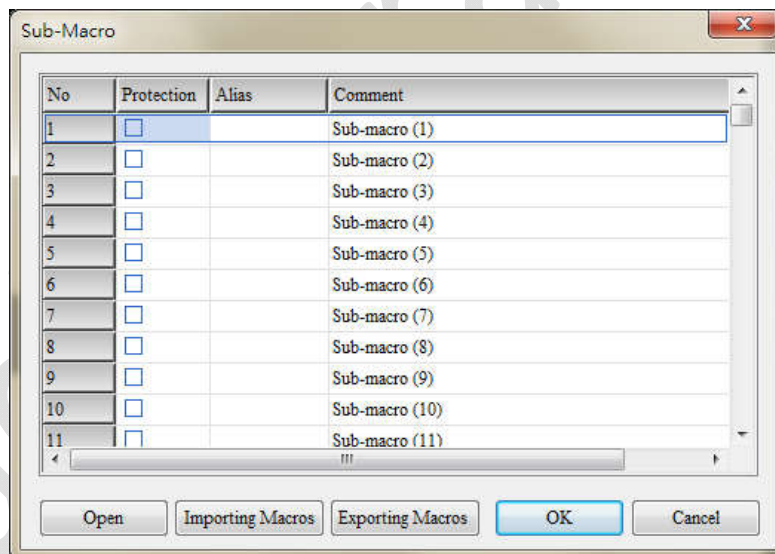 Sub-Macro
No Protection Alias Comment
1 Sub-macro (1)
2 Sub-macro (2)
3 Sub-macro (3)
4 Sub-macro (4)
5 Sub-macro (5)
6 Sub-macro (6)
7 Sub-macro (7)
8 Sub-macro (8)
9 Sub-macro (9)
10 Sub-macro (10)
11 Sub-macro (11)
Open Importing Macros Exporting Macros OK Cancel